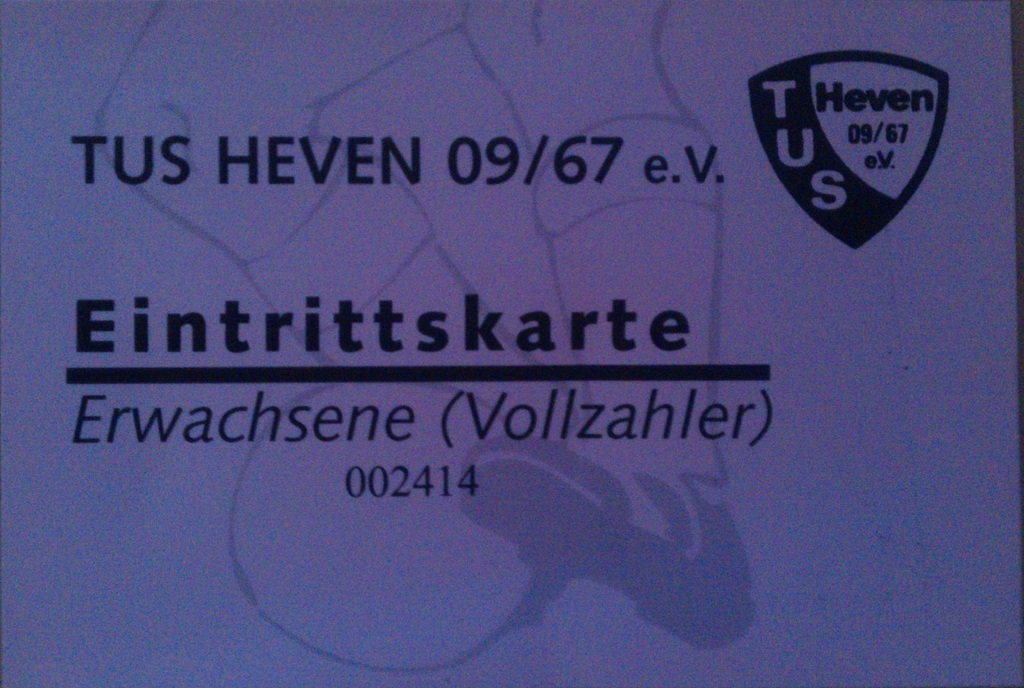 TUS HEVEN 09/67 e.V.
TUS
Heven
09/67
e.V.
Eintrittskarte
Erwachsene (Vollzahler)
002414